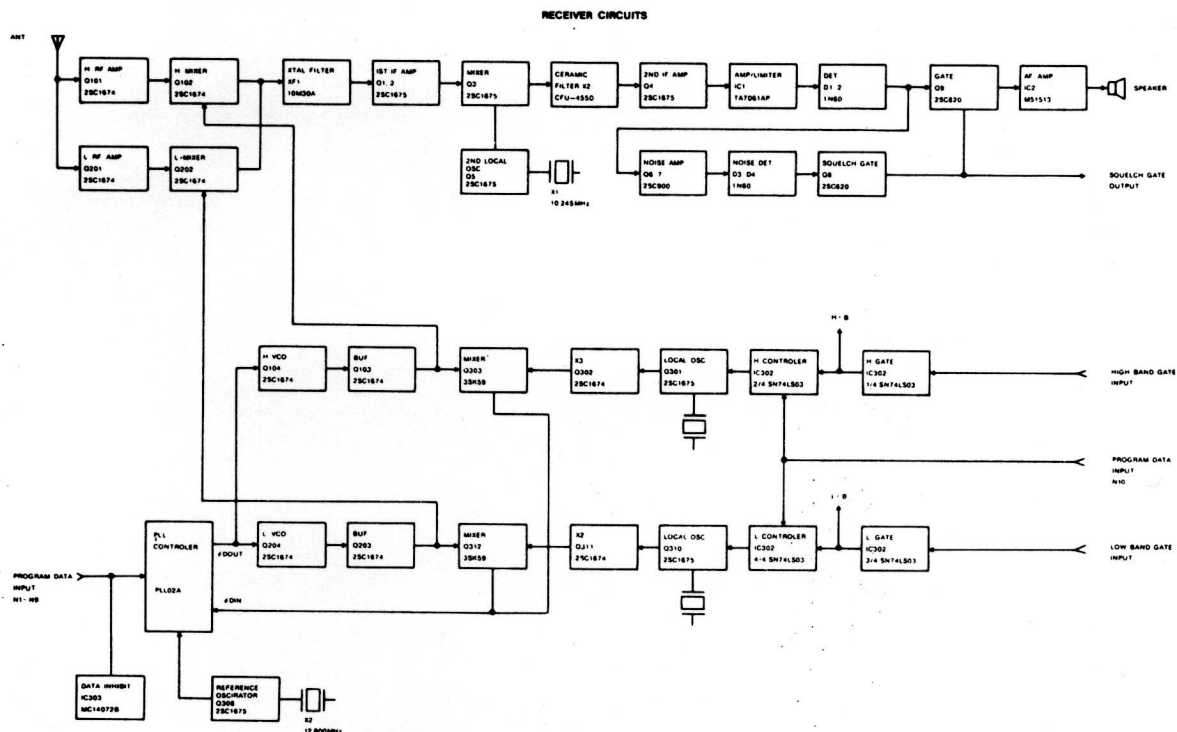 RECEIVER CIRCUITS
ANT
H RF AMP
Q101
2SC1674
H MIXER
Q102
2SC1674
XTAL FILTER
XF1
10M30A
IST IF AMP
Q1, 2
2SC1675
MIXER
Q3
2SC1675
CERAMIC
FILTER X2
CFU-455D
2ND IF AMP
Q4
2SC1675
AMP/LIMITER
IC1
TA7061AP
DET
D1 2
1N60
GATE
Q9
2SC620
AF AMP
IC2
M51513
SPEAKER
L RF AMP
Q201
2SC1674
L-MIXER
Q202
2SC1674
2ND LOCAL
OSC
Q5
2SC1675
X1
10 245MHz
NOISE AMP
Q6 7
2SC900
NOISE DET
D3 D4
1N60
SQUELCH GATE
Q8
2SC620
SQUELCH GATE
OUTPUT
H - B
H VCO
Q104
2SC1674
BUF
Q103
2SC1674
MIXER
Q303
3SK59
X3
Q302
2SC1674
LOCAL OSC
Q301
2SC1675
H CONTROLER
IC302
2/4 SN74LS03
H GATE
IC302
1/4 SN74LS03
HIGH BAND GATE
INPUT
PROGRAM DATA
INPUT
N10
L - B
PLL
CONTROLER
PLL02A
øDOUT
øDIN
L VCO
Q204
2SC1674
BUF
Q203
2SC1674
MIXER
Q312
3SK59
X2
Q311
2SC1674
LOCAL OSC
Q310
2SC1675
L CONTROLER
IC302
4/4 SN74LS03
L GATE
IC302
3/4 SN74LS03
LOW BAND GATE
INPUT
PROGRAM DATA
INPUT
N1 - N9
DATA INHIBIT
IC303
MC14072B
REFERENCE
OSCIRATOR
Q308
2SC1675
X2
12 800MHz